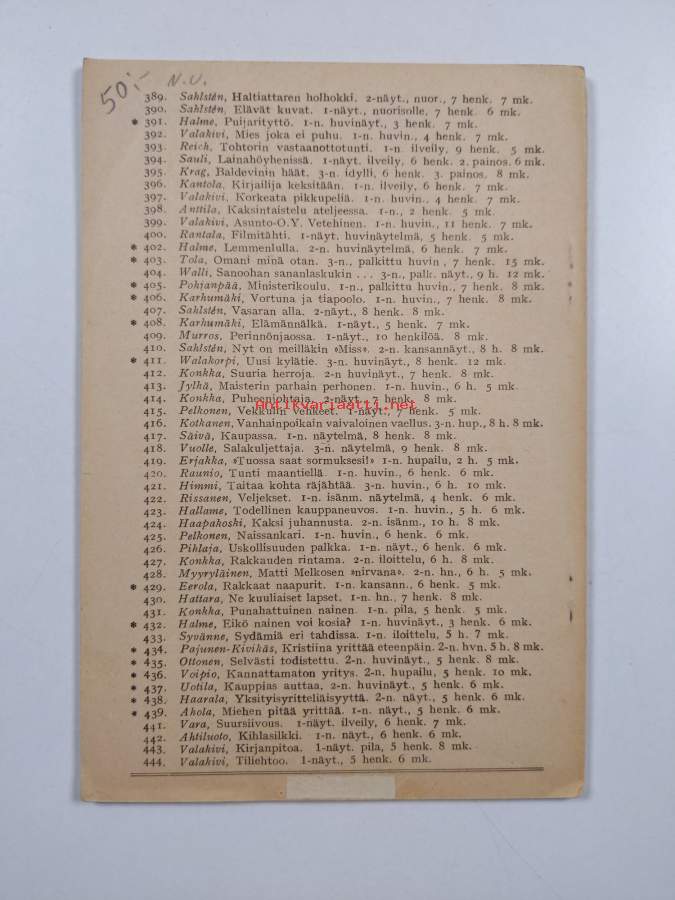 50:- N.U.
389. Sahlstén, Haltiattaren holhokki. 2-näyt., nuor., 7 henk. 7 mk.
390. Sahlstén, Elävät kuvat. 1-näyt., nuorisolle, 7 henk. 6 mk.
* 391. Halme, Puijarityttö. 1-n. huvinäyt., 3 henk. 7 mk.
392. Valakivi, Mies joka ei puhu. 1-n. huvin., 4 henk. 7 mk.
393. Reich, Tohtorin vastaanottotunti. 1-n. ilveily, 9 henk. 5 mk.
394. Sauli, Lainahöyhenissä. 1-näyt. ilveily, 6 henk. 2. painos. 6 mk.
395. Krag, Baldevinin häät. 3-n. idylli, 6 henk. 3. painos. 8 mk.
396. Kantola, Kirjailija keksitään. 1-n. ilveily, 6 henk. 7 mk.
397. Valakivi, Korkeata pikkupeliä. 1-n. huvin., 4 henk. 7 mk.
398. Anttila, Kaksintaistelu ateljeessa. 1-n., 2 henk. 5 mk.
399. Valakivi, Asunto-O.Y. Vetehinen. 1-n. huvin., 11 henk. 7 mk.
400. Rantala, Filmitähti. 1-näyt. huvinäytelmä, 5 henk. 5 mk.
* 402. Halme, Lemmenlulla. 2-n. huvinäytelmä, 6 henk. 7 mk.
* 403. Tola, Omani minä otan. 3-n., palkittu huvin., 7 henk. 15 mk.
404. Walli, Sanoohan sananlaskukin . . . 3-n., palk. näyt., 9 h. 12 mk.
* 405. Pohjanpää, Ministerikoulu. 1-n., palkittu huvin., 7 henk. 8 mk.
* 406. Karhumäki, Vortuna ja tiapoolo. 1-n. huvin., 7 henk. 8 mk.
407. Sahlstén, Vasaran alla. 2-näyt., 8 henk. 8 mk.
* 408. Karhumäki, Elämännälkä. 1-näyt., 5 henk. 7 mk.
409. Murros, Perinnönjaossa. 1-n., 10 henkilöä. 8 mk.
410. Sahlstén, Nyt on meilläkin »Miss». 2-n. kansannäyt., 8 h. 8 mk.
* 411. Walakorpi, Uusi kylätie. 3-n. huvinäyt., 8 henk. 12 mk.
412. Konkka, Suuria herroja. 2-n huvinäyt., 7 henk. 8 mk.
413. Jylhä, Maisterin parhain perhonen. 1-n. huvin., 6 h. 5 mk.
414. Konkka, Puheenjohtaja. 2-näyt., 7 henk. 7 mk.
Antikvariaatti.net
415. Pelkonen, Vekkulin velikeet. 1-näyt., 7 henk. 5 mk.
416. Kotkanen, Vanhainpoikain vaivaloinen vaellus. 3-n. hup., 8 h. 8 mk.
417. Säivä, Kaupassa. 1-n. näytelmä, 8 henk. 8 mk.
418. Vuolle, Salakuljettaja. 3-n. näytelmä, 9 henk. 8 mk.
419. Erjakka, »Tuossa saat sormuksesi!» 1-n. hupailu, 2 h. 5 mk.
420. Raunio, Tunti maantiellä. 1-n. huvin., 6 henk. 6 mk.
421. Himmi, Taitaa kohta räjähtää. 3-n. huvin., 6 h. 10 mk.
422. Rissanen, Veljekset. 1-n. isänm. näytelmä, 4 henk. 6 mk.
423. Hallame, Todellinen kauppaneuvos. 1-n. huvin., 5 h. 6 mk.
424. Haapakoski, Kaksi juhannusta. 2-n. isänm., 10 h. 8 mk.
425. Pelkonen, Naissankari. 1-n. huvin., 6 henk. 6 mk.
426. Pihlaja, Uskollisuuden palkka. 1-n. näyt., 6 henk. 6 mk.
427. Konkka, Rakkauden rintama. 2-n. iloittelu, 6 h. 8 mk.
428. Myyryläinen, Matti Melkosen »nirvana». 2-n. hn., 6 h. 5 mk.
* 429. Eerola, Rakkaat naapurit. 1-n. kansann., 6 henk. 5 mk.
430. Hattara, Ne kuuliaiset lapset. 1-n. hn., 7 henk. 8 mk.
431. Konkka, Punahattuinen nainen. 1-n. pila, 5 henk. 5 mk.
* 432. Halme, Eikö nainen voi kosia? 1-n. huvinäyt., 3 henk. 6 mk.
433. Syvänne, Sydämiä eri tahdissa. 1-n. iloittelu, 5 h. 7 mk.
* 434. Pajunen-Kivikäs, Kristiina yrittää eteenpäin. 2-n. hvn. 5 h. 8 mk.
* 435. Ottonen, Selvästi todistettu. 2-n. huvinäyt., 5 henk. 8 mk.
* 436. Voipio, Kannattamaton yritys. 2-n. hupailu, 5 henk. 10 mk.
* 437. Uotila, Kauppias auttaa. 2-n. huvinäyt., 5 henk. 6 mk.
* 438. Haarala, Yksityisyritteliäisyyttä. 2-n. näyt., 5 henk. 6 mk.
* 439. Ahola, Miehen pitää yrittää. 1-n. näyt., 5 henk. 6 mk.
441. Vara, Suursiivous. 1-näyt. ilveily, 6 henk. 7 mk.
442. Ahtiluoto, Kihlasilkki. 1-n. näyt., 6 henk. 6 mk.
443. Valakivi, Kirjanpitoa. 1-näyt. pila, 5 henk. 8 mk.
444. Valakivi, Tiliehtoo. 1-näyt., 5 henk. 6 mk.